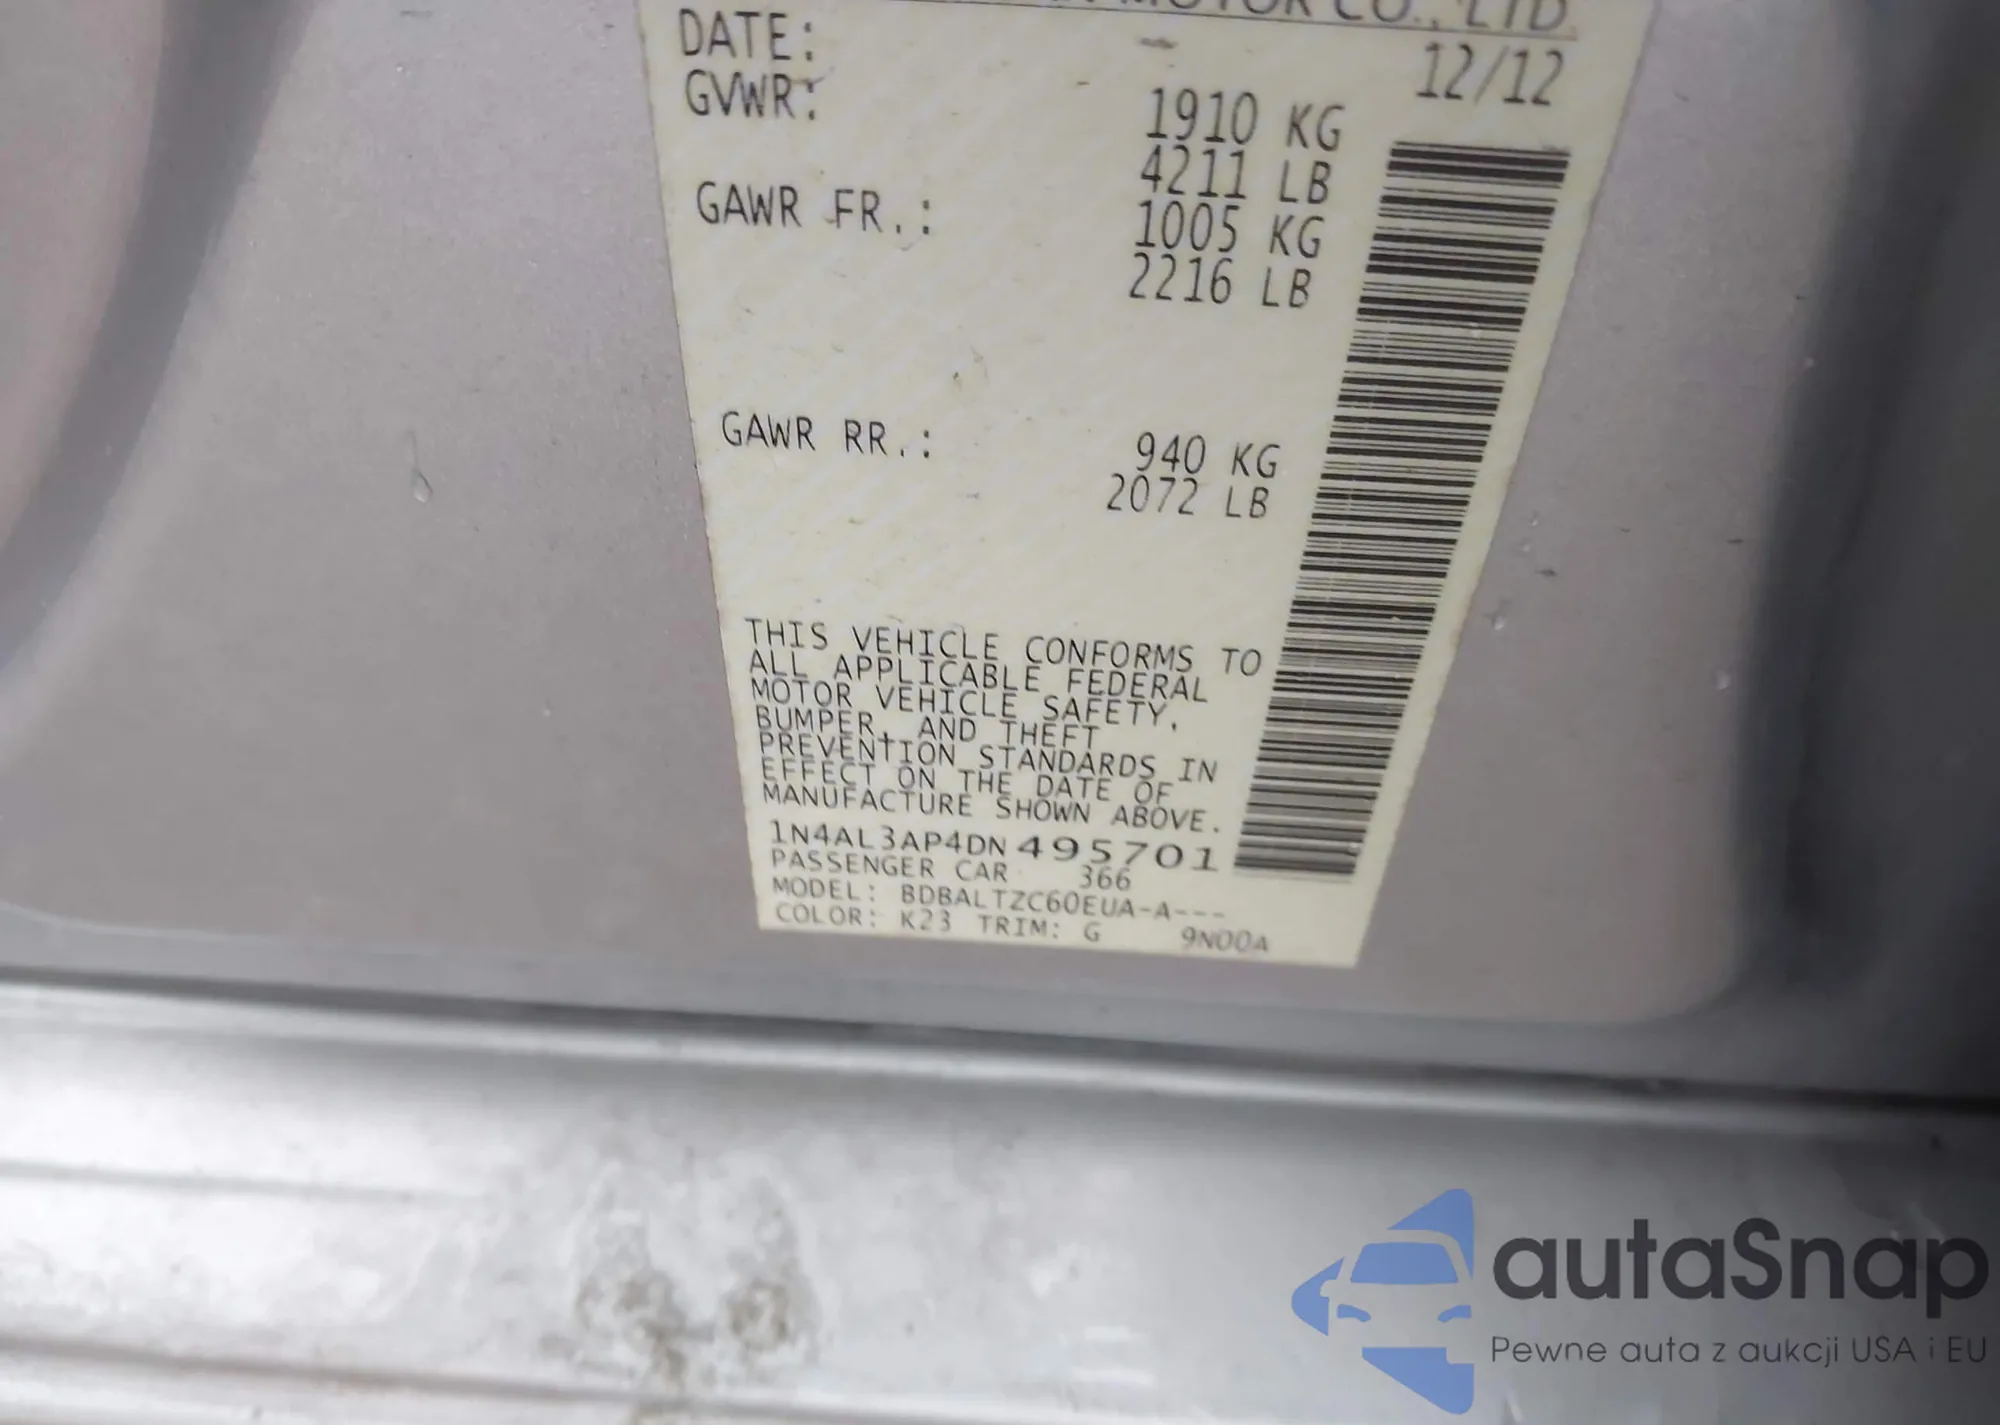 MOTOR CO., LTD.
DATE: 12/12
GVWR: 1910 KG
4211 LB
GAWR FR.: 1005 KG
2216 LB
GAWR RR.: 940 KG
2072 LB
THIS VEHICLE CONFORMS TO
ALL APPLICABLE FEDERAL
MOTOR VEHICLE SAFETY,
BUMPER, AND THEFT
PREVENTION STANDARDS IN
EFFECT ON THE DATE OF
MANUFACTURE SHOWN ABOVE.
1N4AL3AP4DN495701
PASSENGER CAR 366
MODEL: BDBALTZC60EUA-A---
COLOR: K23 TRIM: G 9N00A
autaSnap
Pewne auta z aukcji USA i EU